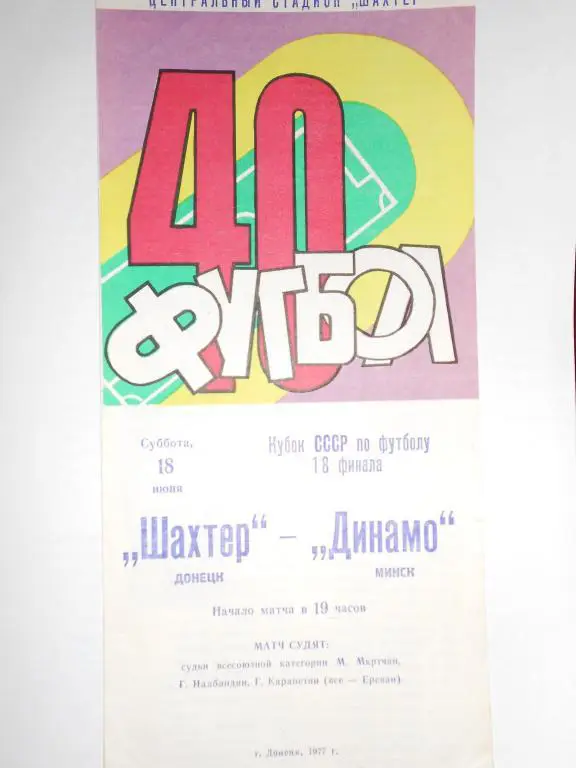 ЦЕНТРАЛЬНЫЙ СТАДИОН „ШАХТЕР“
40
ФУТБОЛ
Суббота,
18
июня
Кубок СССР по футболу
1 8 финала
„Шахтер“ – „Динамо“
ДОНЕЦК МИНСК
Начало матча в 19 часов
МАТЧ СУДЯТ:
судьи всесоюзной категории М. Мкртчан,
Г. Налбандян, Г. Карапетян (все — Ереван)
г. Донецк, 1977 г.